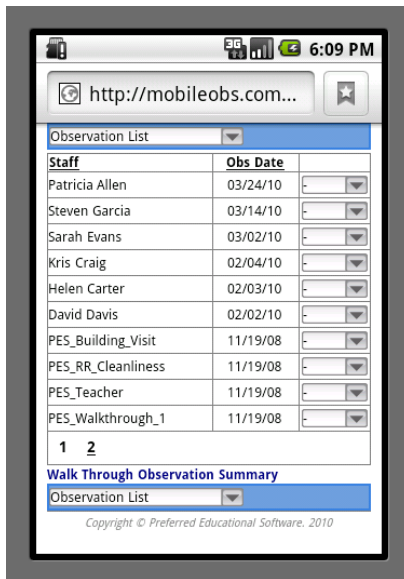 3G 6:09 PM
http://mobileobs.com...
Observation List
Staff Obs Date
Patricia Allen 03/24/10 -
Steven Garcia 03/14/10 -
Sarah Evans 03/02/10 -
Kris Craig 02/04/10 -
Helen Carter 02/03/10 -
David Davis 02/02/10 -
PES_Building_Visit 11/19/08 -
PES_RR_Cleanliness 11/19/08 -
PES_Teacher 11/19/08 -
PES_Walkthrough_1 11/19/08 -
1 2
Walk Through Observation Summary
Observation List
Copyright © Preferred Educational Software. 2010